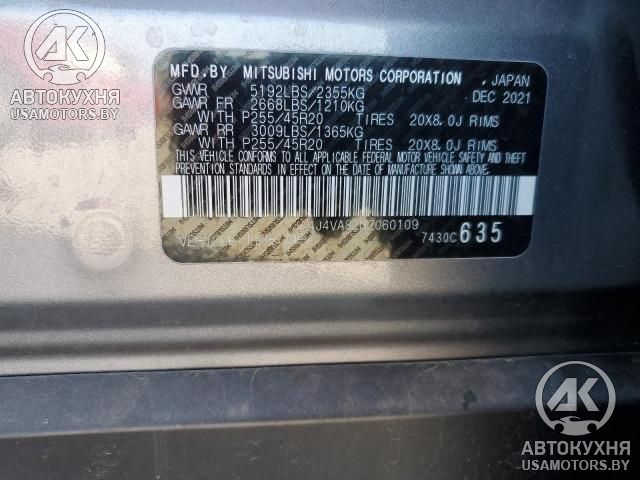 АВТОКУХНЯ
USAMOTORS.BY
MFD.BY MITSUBISHI MOTORS CORPORATION , JAPAN
GVWR 5192LBS/2355KG DEC 2021
GAWR FR 2668LBS/1210KG
WITH P255/45R20 TIRES 20X8.0J RIMS
GAWR RR 3009LBS/1365KG
WITH P255/45R20 TIRES 20X8.0J RIMS
THIS VEHICLE CONFORMS TO ALL APPLICABLE FEDERAL MOTOR VEHICLE SAFETY AND THEFT
PREVENTION STANDARDS IN EFFECT ON THE DATE OF MANUFACTURE SHOWN ABOVE.
7430C 635
АВТОКУХНЯ
USAMOTORS.BY